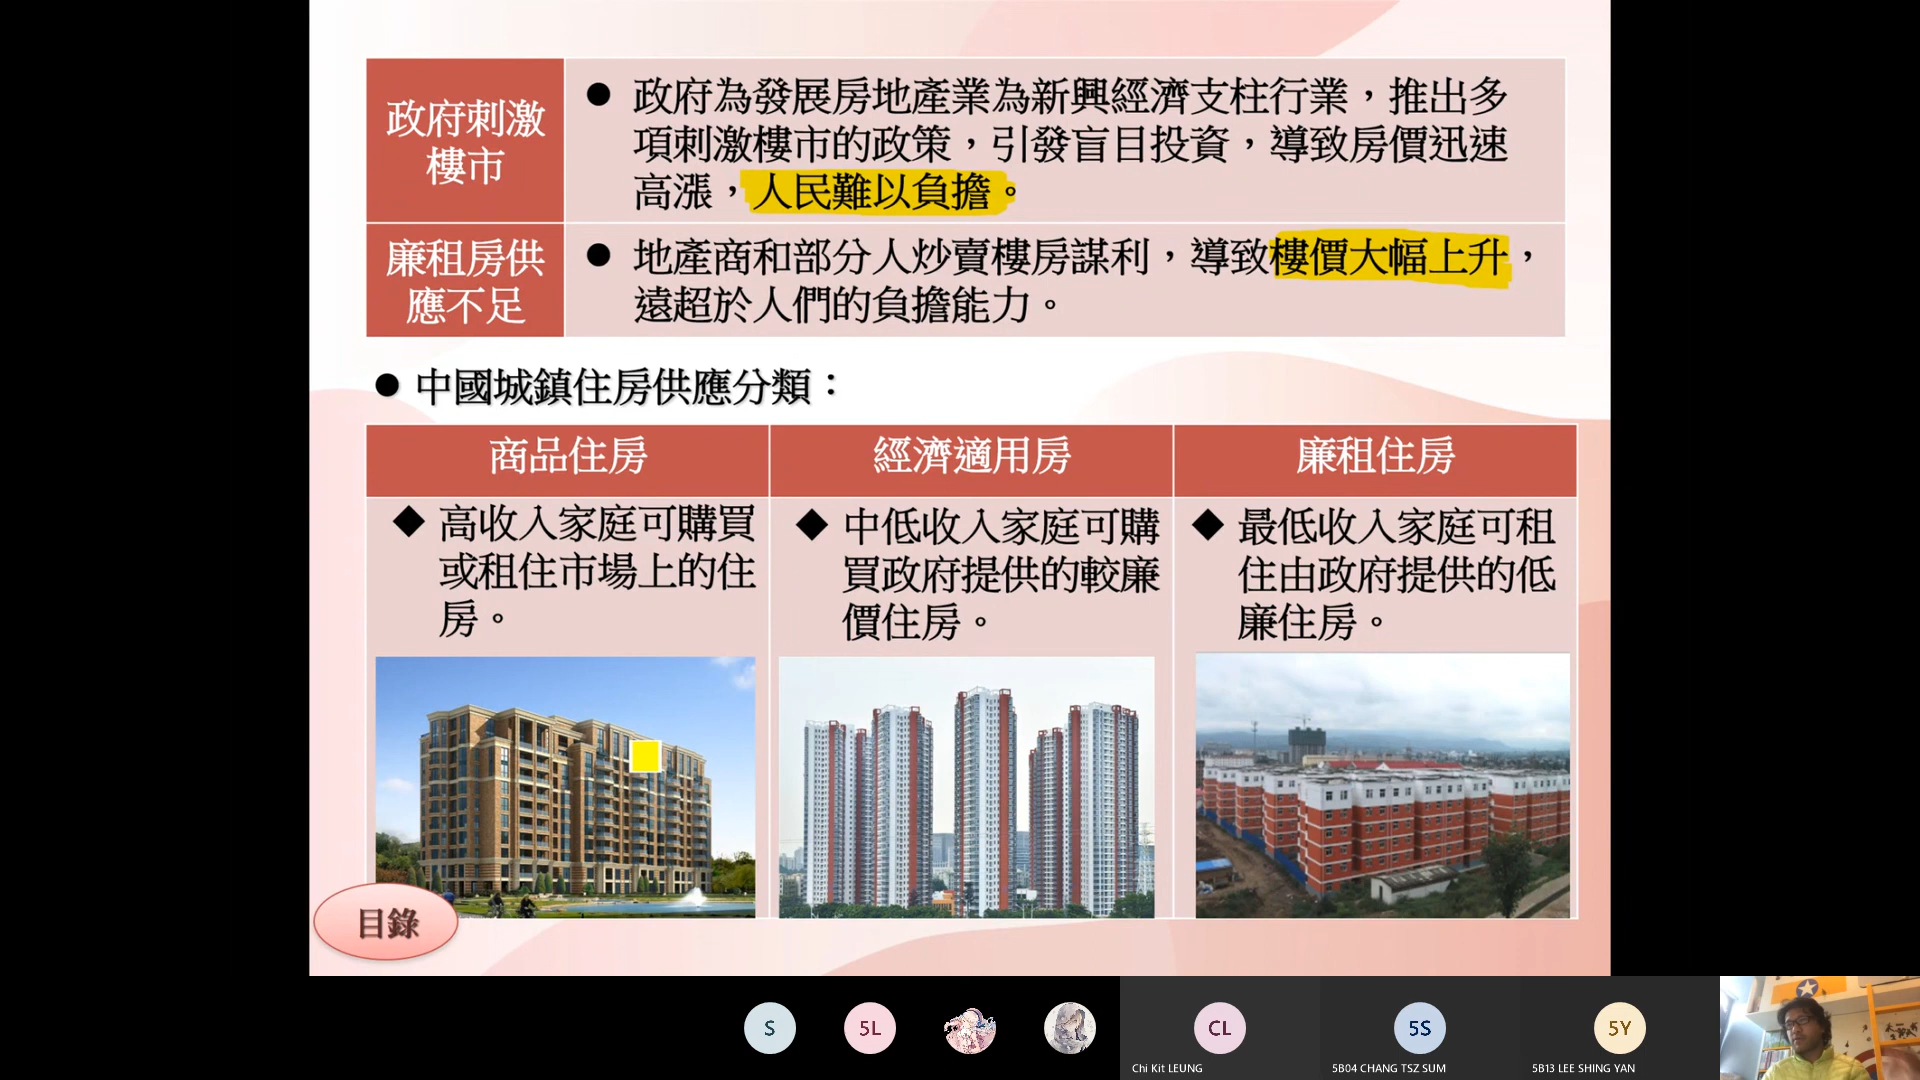 政府刺激
樓市
● 政府為發展房地產業為新興經濟支柱行業，推出多
項刺激樓市的政策，引發盲目投資，導致房價迅速
高漲，人民難以負擔。
廉租房供
應不足
● 地產商和部分人炒賣樓房謀利，導致樓價大幅上升，
遠超於人們的負擔能力。
● 中國城鎮住房供應分類：
商品住房
經濟適用房
廉租住房
◆ 高收入家庭可購買
或租住市場上的住
房。
◆ 中低收入家庭可購
買政府提供的較廉
價住房。
◆ 最低收入家庭可租
住由政府提供的低
廉住房。
目錄
S
5L
CL
Chi Kit LEUNG
5S
5B04 CHANG TSZ SUM
5Y
5B13 LEE SHING YAN